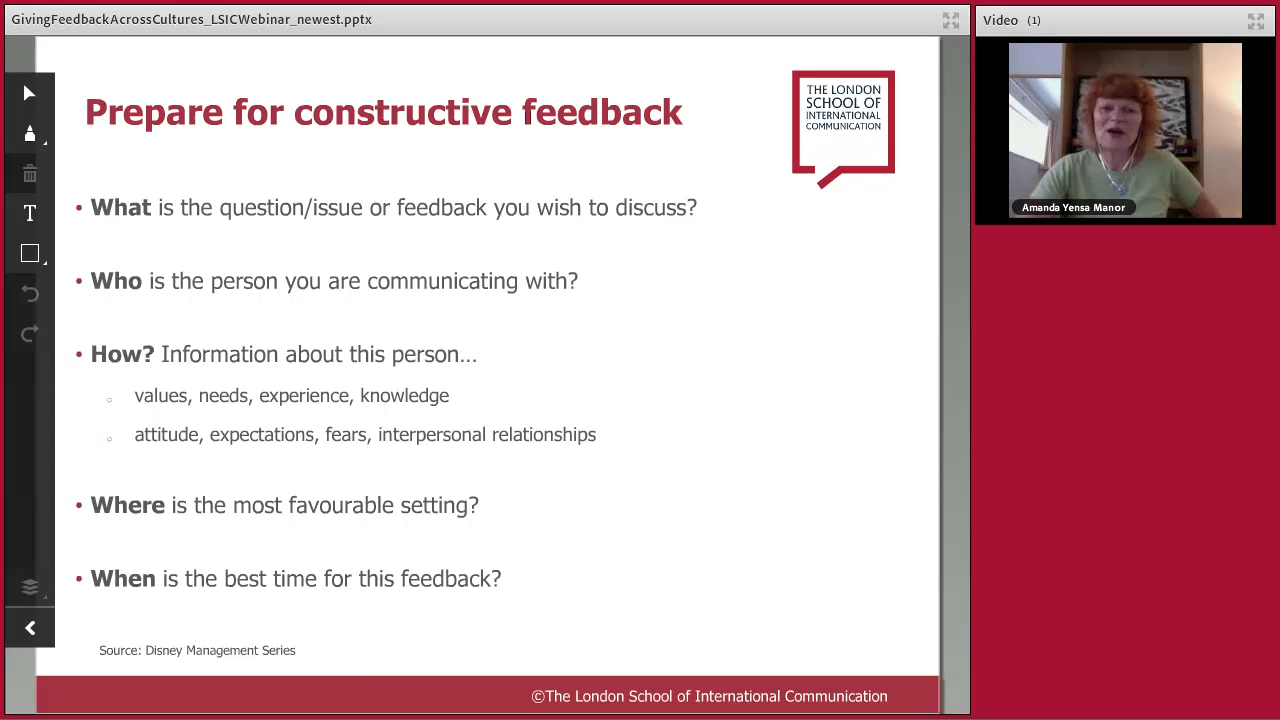 GivingFeedbackAcrossCultures_LSICWebinar_newest.pptx
Video (1)
Prepare for constructive feedback
THE LONDON
SCHOOL OF
INTERNATIONAL
COMMUNICATION
Amanda Yensa Manor
• What is the question/issue or feedback you wish to discuss?
• Who is the person you are communicating with?
• How? Information about this person…
○ values, needs, experience, knowledge
○ attitude, expectations, fears, interpersonal relationships
• Where is the most favourable setting?
• When is the best time for this feedback?
Source: Disney Management Series
©The London School of International Communication
T